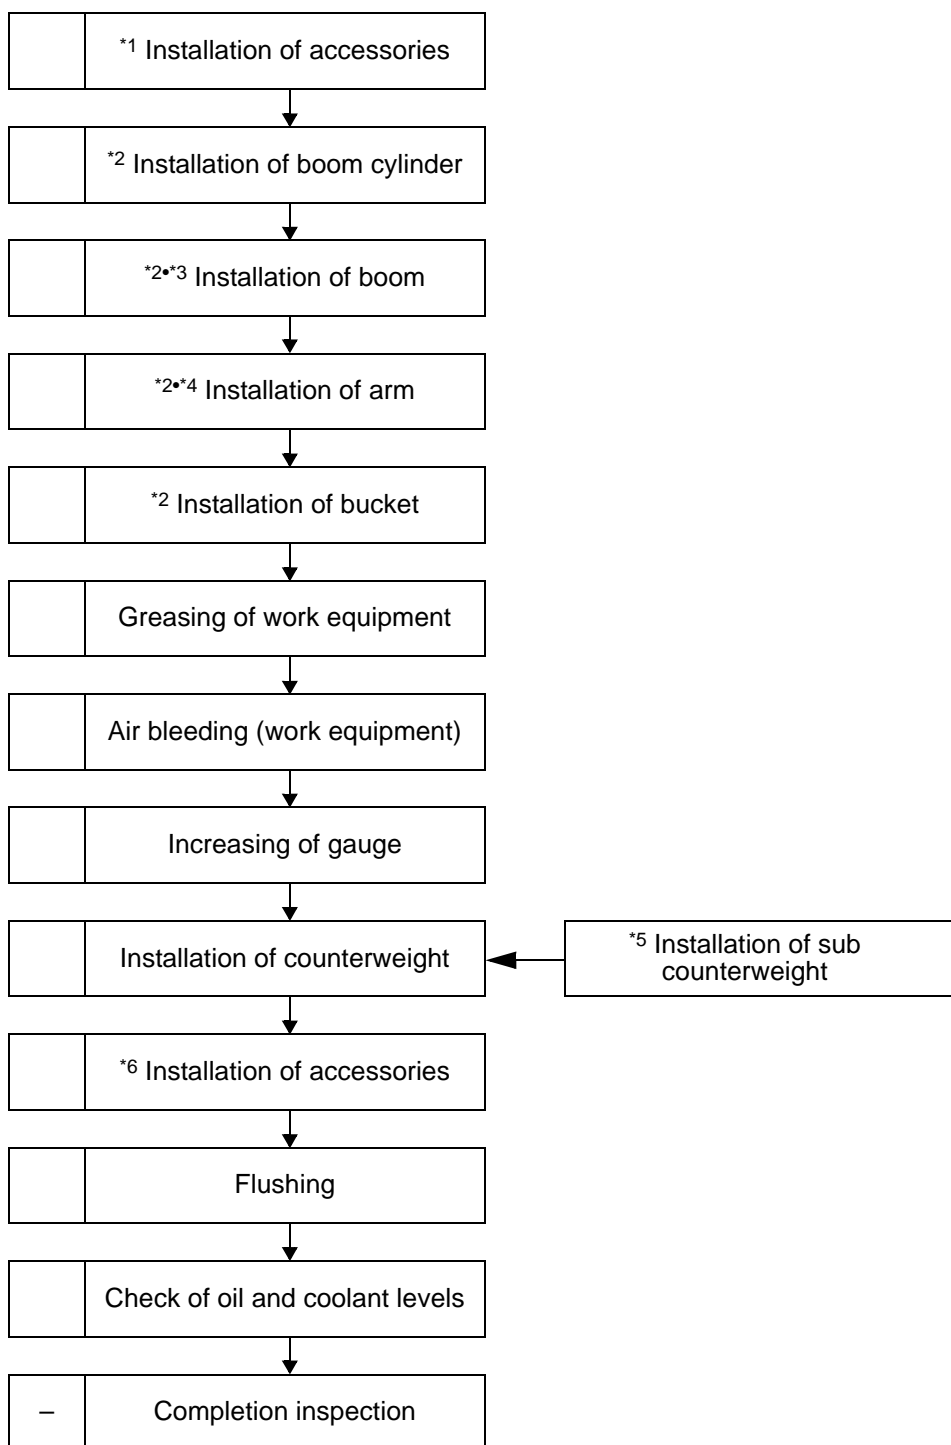 *1 Installation of accessories
*2 Installation of boom cylinder
*2•*3 Installation of boom
*2•*4 Installation of arm
*2 Installation of bucket
Greasing of work equipment
Air bleeding (work equipment)
Increasing of gauge
Installation of counterweight
*5 Installation of sub
counterweight
*6 Installation of accessories
Flushing
Check of oil and coolant levels
– Completion inspection